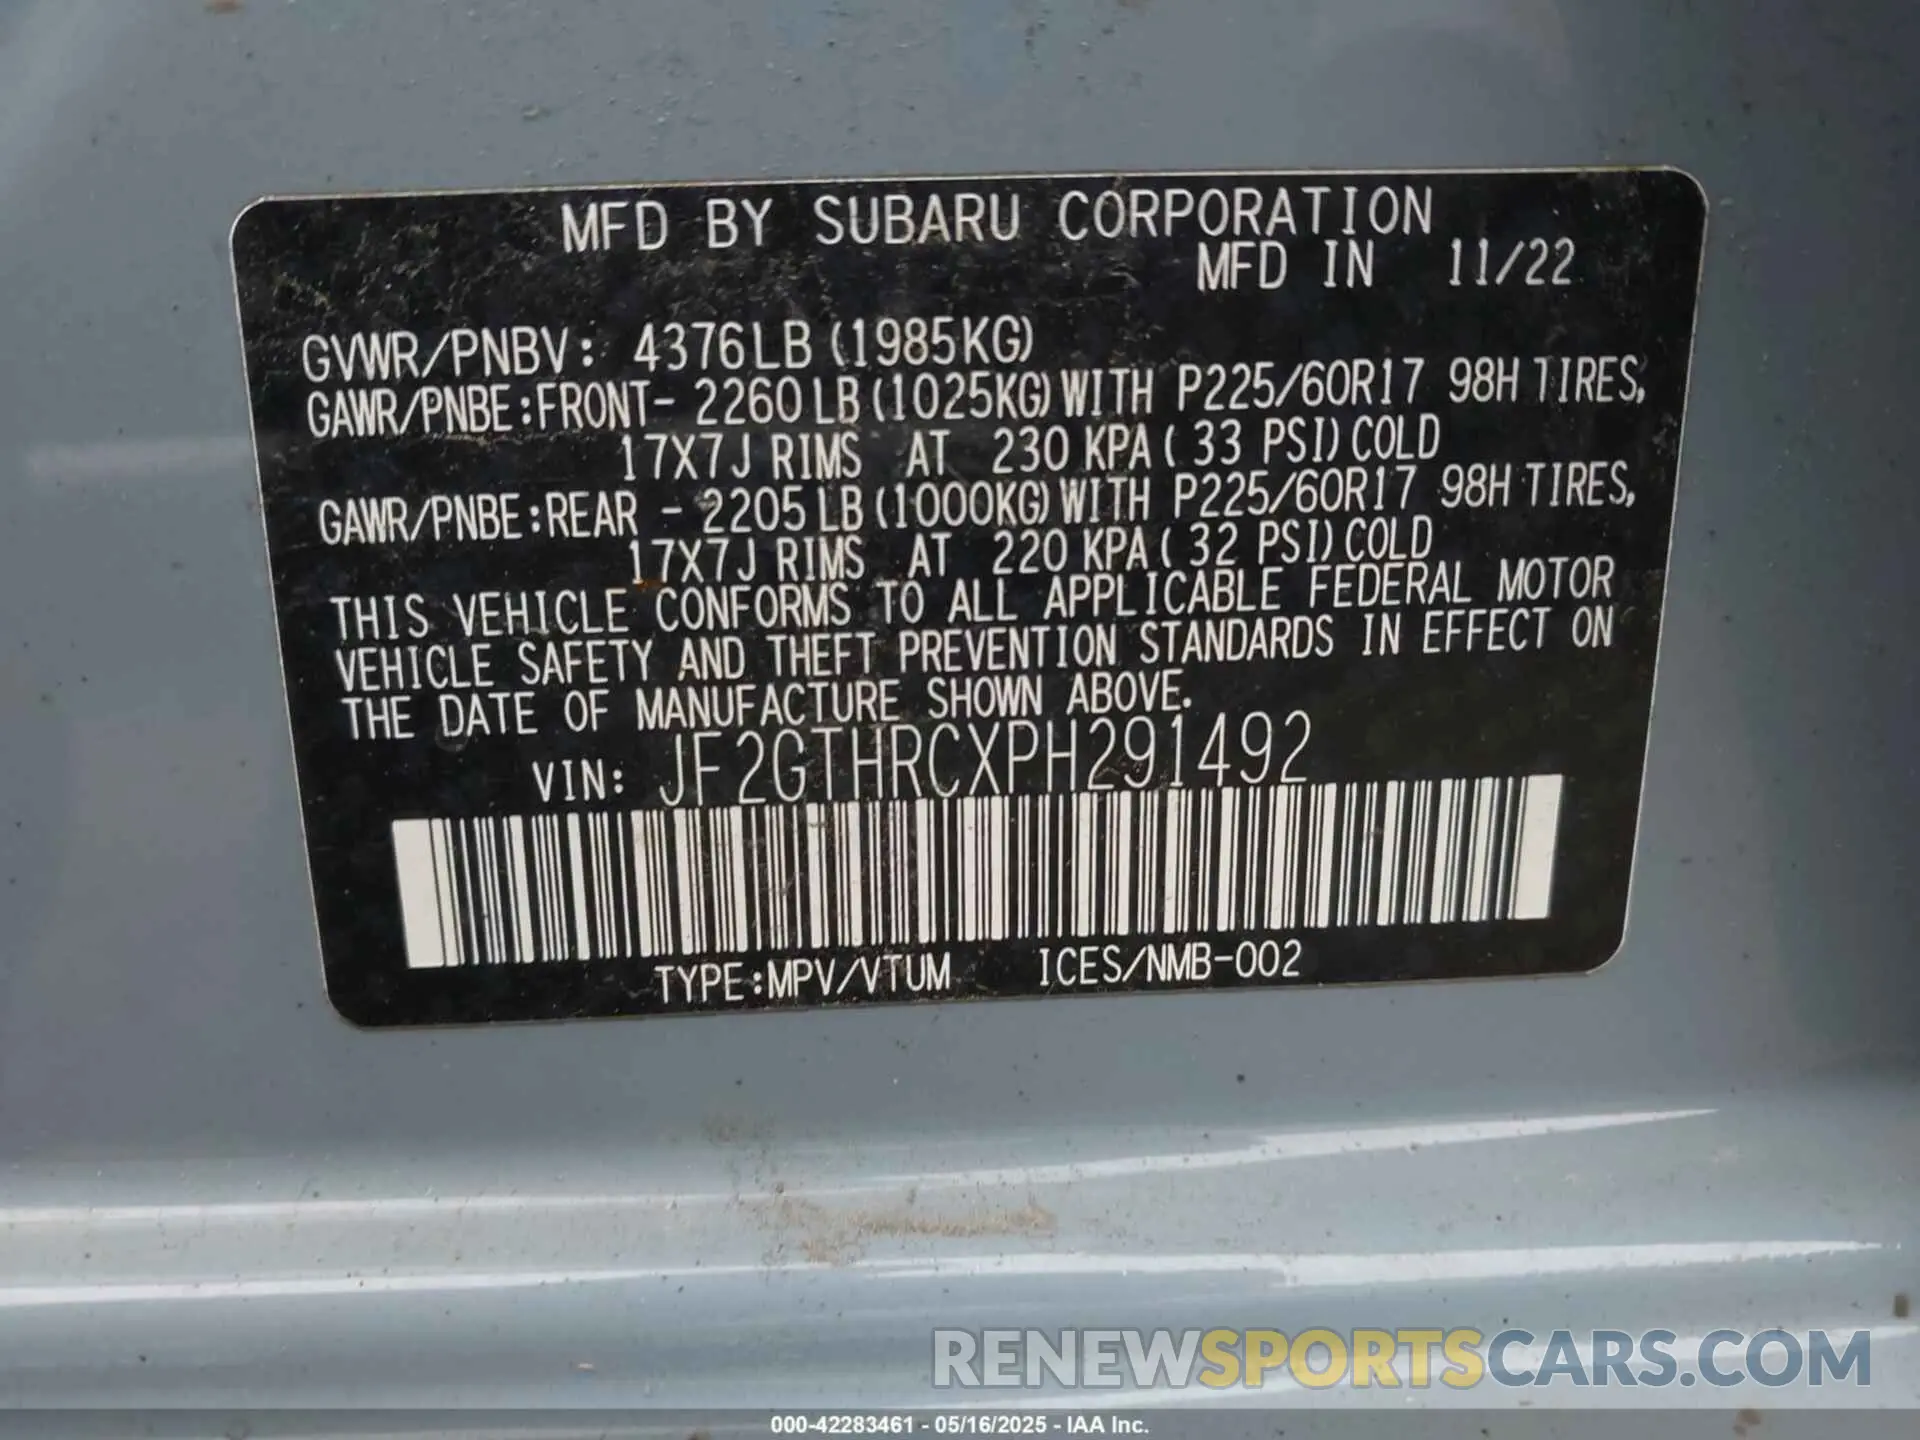 MFD BY SUBARU CORPORATION
MFD IN 11/22
GVWR/PNBV: 4376LB (1985KG)
GAWR/PNBE:FRONT- 2260LB (1025KG) WITH P225/60R17 98H TIRES,
17X7J RIMS AT 230 KPA ( 33 PSI) COLD
GAWR/PNBE:REAR - 2205LB (1000KG) WITH P225/60R17 98H TIRES,
17X7J RIMS AT 220 KPA ( 32 PSI) COLD
THIS VEHICLE CONFORMS TO ALL APPLICABLE FEDERAL MOTOR
VEHICLE SAFETY AND THEFT PREVENTION STANDARDS IN EFFECT ON
THE DATE OF MANUFACTURE SHOWN ABOVE.
VIN: JF2GTHRCXPH291492
TYPE:MPV/VTUM ICES/NMB-002
RENEWSPORTSCARS.COM
000-42283461 - 05/16/2025 - IAA Inc.